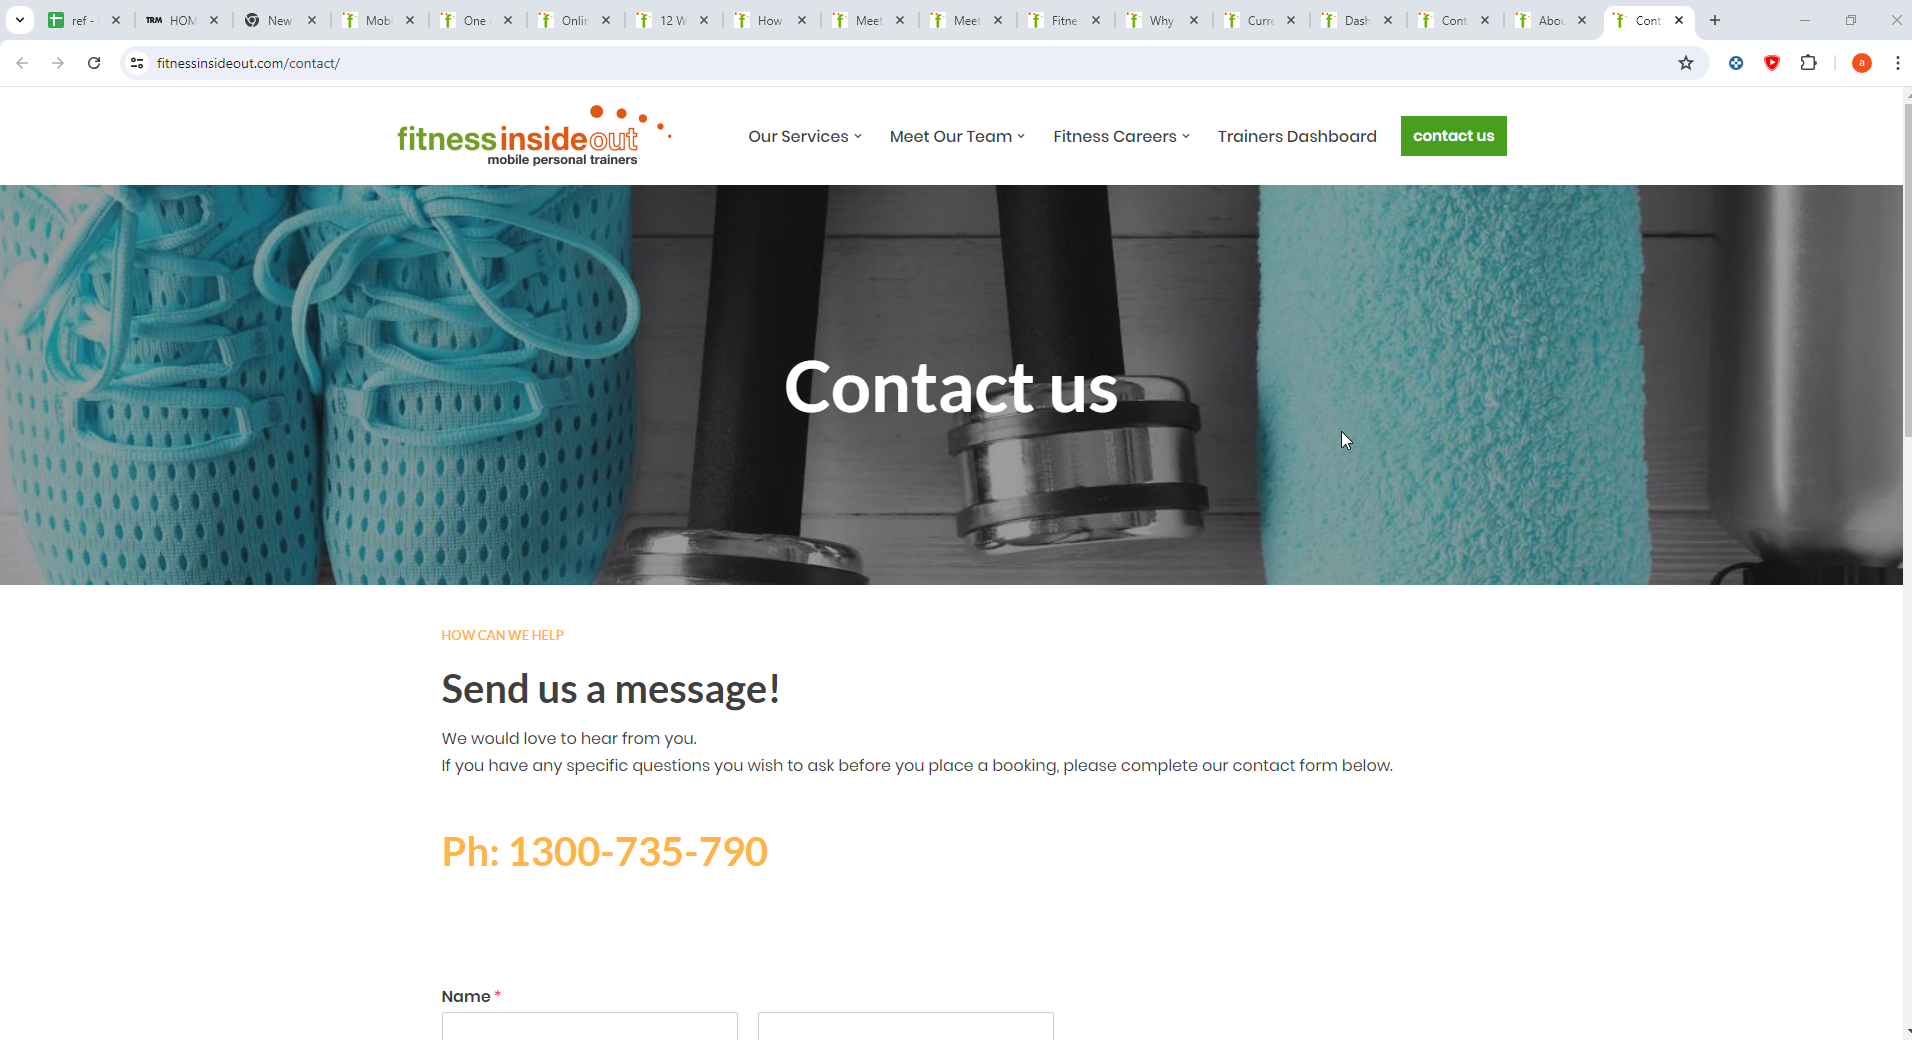 ref -
TRM HOM
New
Mobi
One
Onlin
12 W
How
Meet
Meet
Fitne
Why
Curre
Dash
Cont
Abou
Cont
fitnessinsideout.com/contact/
a
fitnessinsideout
mobile personal trainers
Our Services
Meet Our Team
Fitness Careers
Trainers Dashboard
contact us
Contact us
HOW CAN WE HELP
Send us a message!
We would love to hear from you.
If you have any specific questions you wish to ask before you place a booking, please complete our contact form below.
Ph: 1300-735-790
Name *